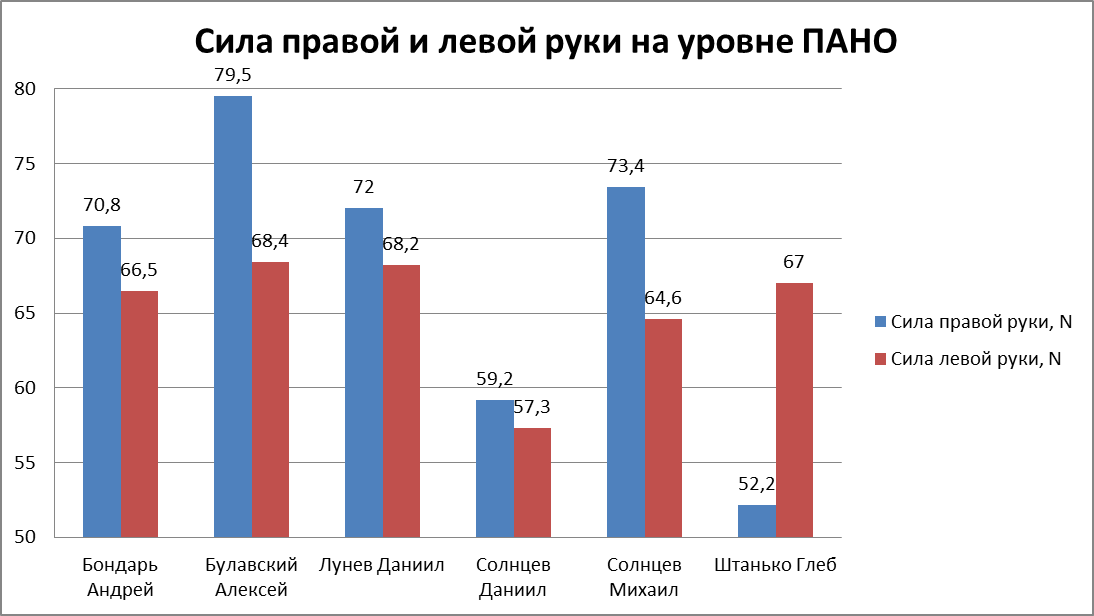 Сила правой и левой руки на уровне ПАНО
80
75
70
65
60
55
50
70,8
66,5
79,5
68,4
72
68,2
59,2
57,3
73,4
64,6
52,2
67
Бондарь
Андрей
Булавский
Алексей
Лунев Даниил
Солнцев
Даниил
Солнцев
Михаил
Штанько Глеб
Сила правой руки, N
Сила левой руки, N